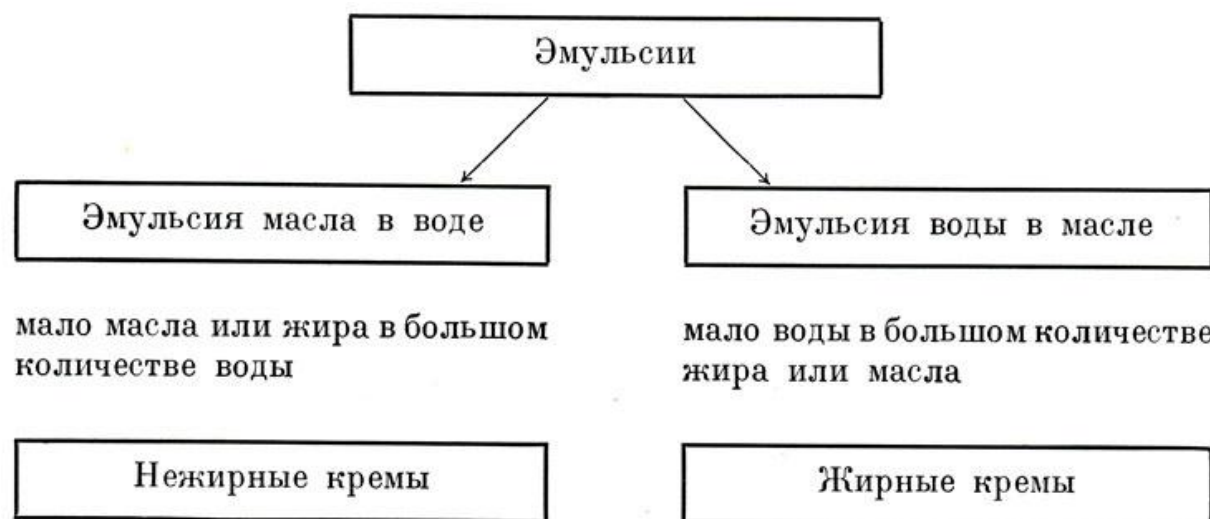 Эмульсии
Эмульсия масла в воде
Эмульсия воды в масле
мало масла или жира в большом
количестве воды
мало воды в большом количестве
жира или масла
Нежирные кремы
Жирные кремы